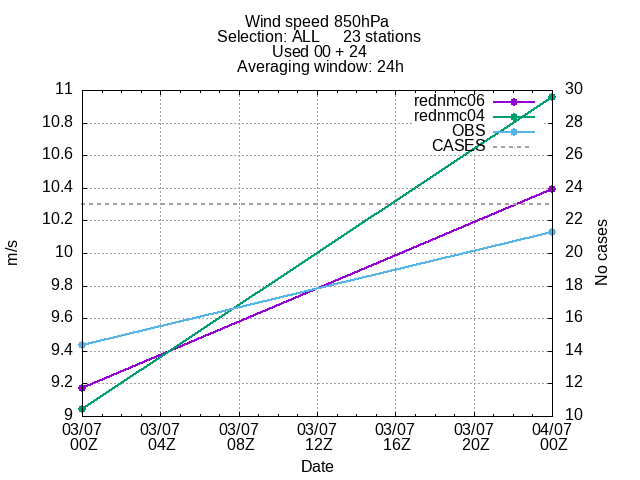 Wind speed 850hPa
Selection: ALL 23 stations
Used 00 + 24
Averaging window: 24h
11
10.8
10.6
10.4
10.2
10
9.8
9.6
9.4
9.2
9
m/s
30
28
26
24
22
20
18
16
14
12
10
No cases
rednmc06
rednmc04
OBS
CASES
03/07 03/07 03/07 03/07 03/07 03/07 04/07
00Z 04Z 08Z 12Z 16Z 20Z 00Z
Date